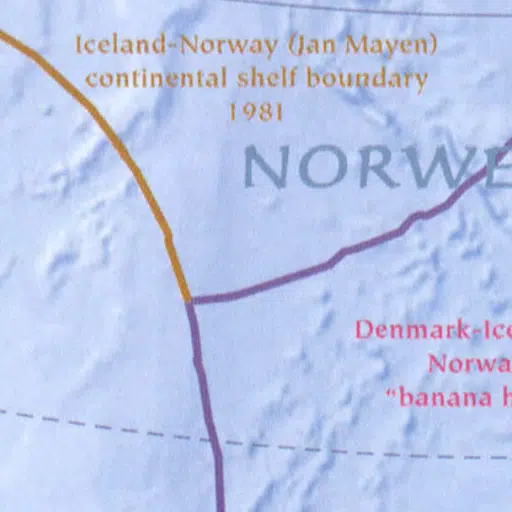 Iceland-Norway (Jan Mayen)
continental shelf boundary
1981
NORWE
Denmark-Ice
Norwa
"banana h